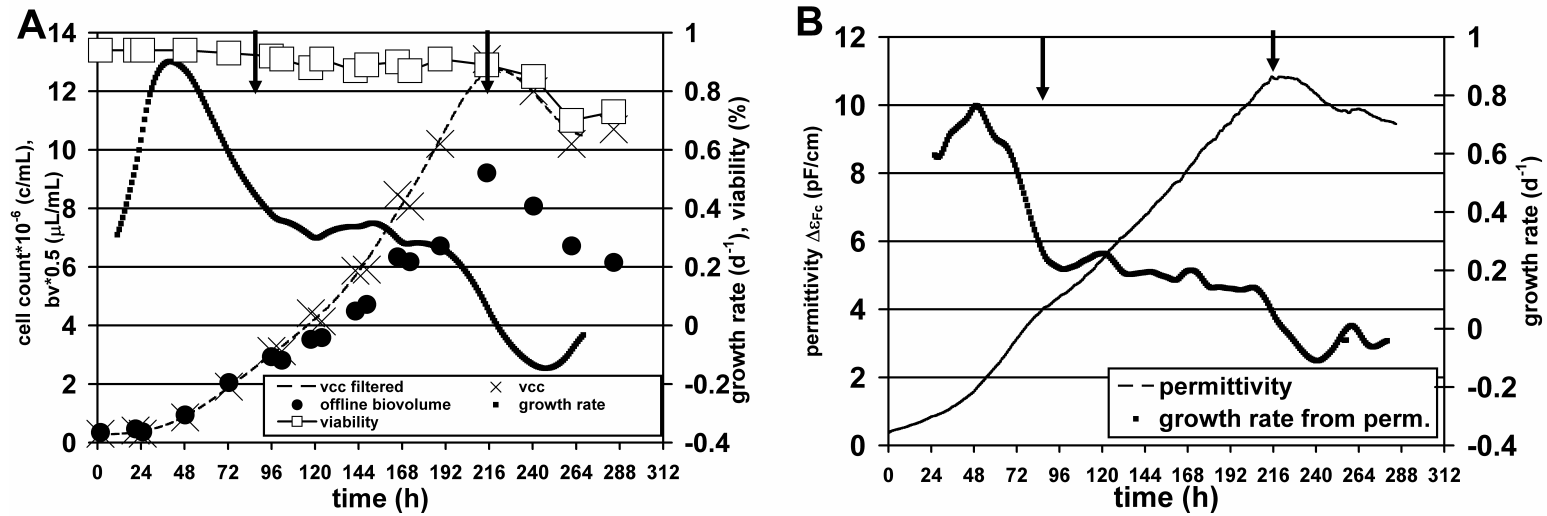 A
14
12
10
8
6
4
2
0
cell count*10-6 (c/mL),
bv*0.5 (µL/mL)
1
0.8
0.6
0.4
0.2
0
-0.2
-0.4
growth rate (d-1), viability (%)
vcc filtered
vcc
offline biovolume
growth rate
viability
0 24 48 72 96 120 144 168 192 216 240 264 288 312
time (h)
B
12
10
8
6
4
2
0
permittivity ΔεFc (pF/cm)
1
0.8
0.6
0.4
0.2
0
-0.2
-0.4
growth rate (d-1)
permittivity
growth rate from perm.
0 24 48 72 96 120 144 168 192 216 240 264 288 312
time (h)